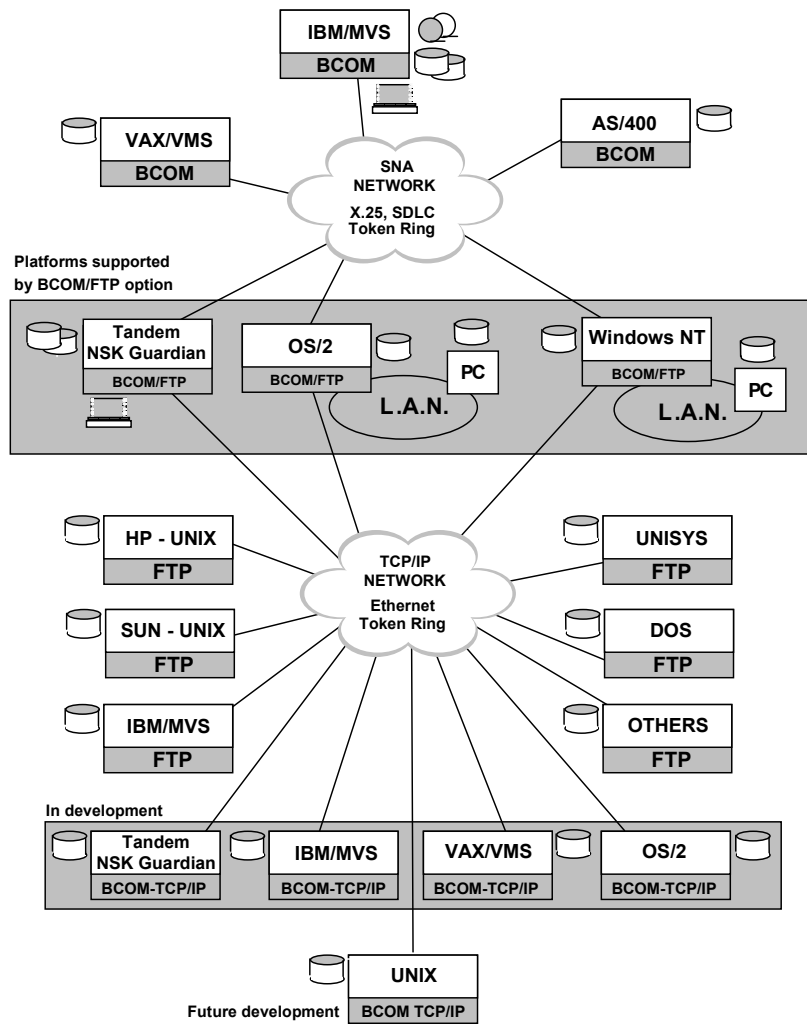 IBM/MVS
BCOM
VAX/VMS
BCOM
AS/400
BCOM
SNA
NETWORK
X.25, SDLC
Token Ring
Platforms supported
by BCOM/FTP option
Tandem
NSK Guardian
BCOM/FTP
OS/2
BCOM/FTP
PC
L.A.N.
Windows NT
BCOM/FTP
PC
L.A.N.
HP - UNIX
FTP
TCP/IP
NETWORK
Ethernet
Token Ring
UNISYS
FTP
SUN - UNIX
FTP
DOS
FTP
IBM/MVS
FTP
OTHERS
FTP
In development
Tandem
NSK Guardian
BCOM-TCP/IP
IBM/MVS
BCOM-TCP/IP
VAX/VMS
BCOM-TCP/IP
OS/2
BCOM-TCP/IP
UNIX
BCOM TCP/IP
Future development